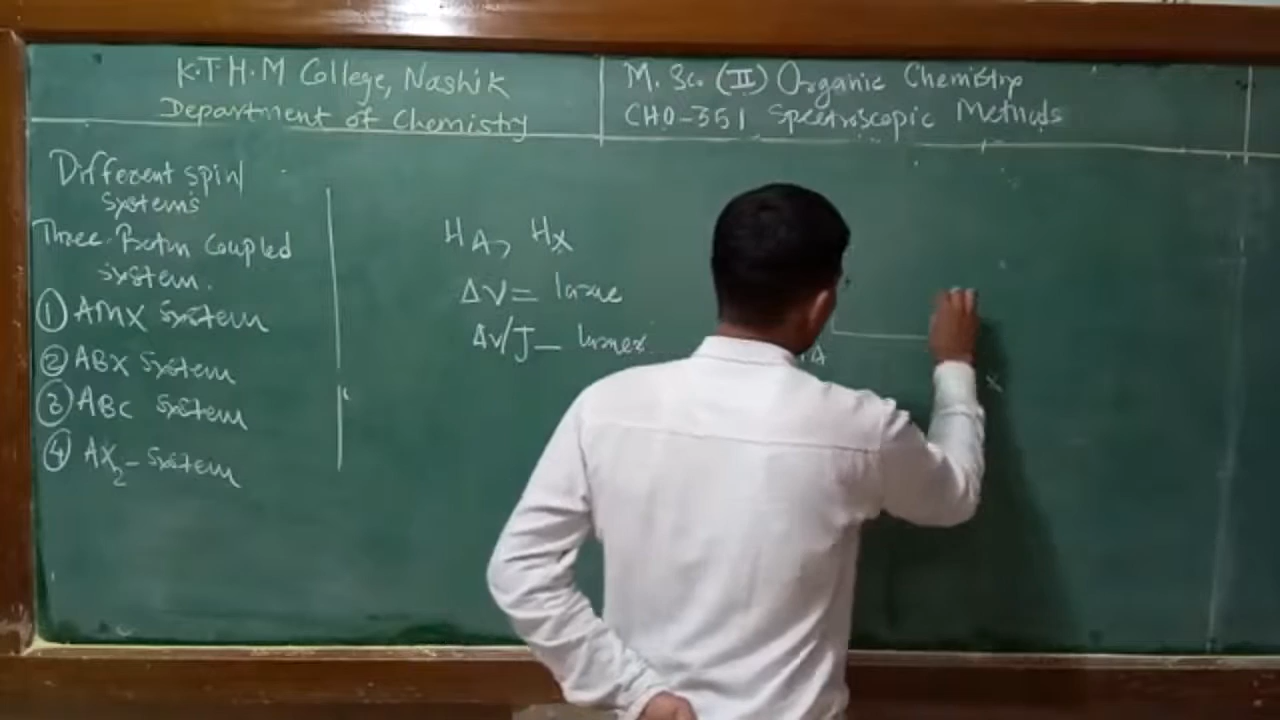 K.T.H.M College, Nashik
Department of Chemistry
M. Sc. (II) Organic Chemistry
CHO-351 Spectroscopic Methods
Different spin
systems
Three Proton Coupled
system.
① AMX System
② ABX System
③ ABC System
④ AX₂ - System
HA, HX
Δν = large
Δν/J - larger
A
X